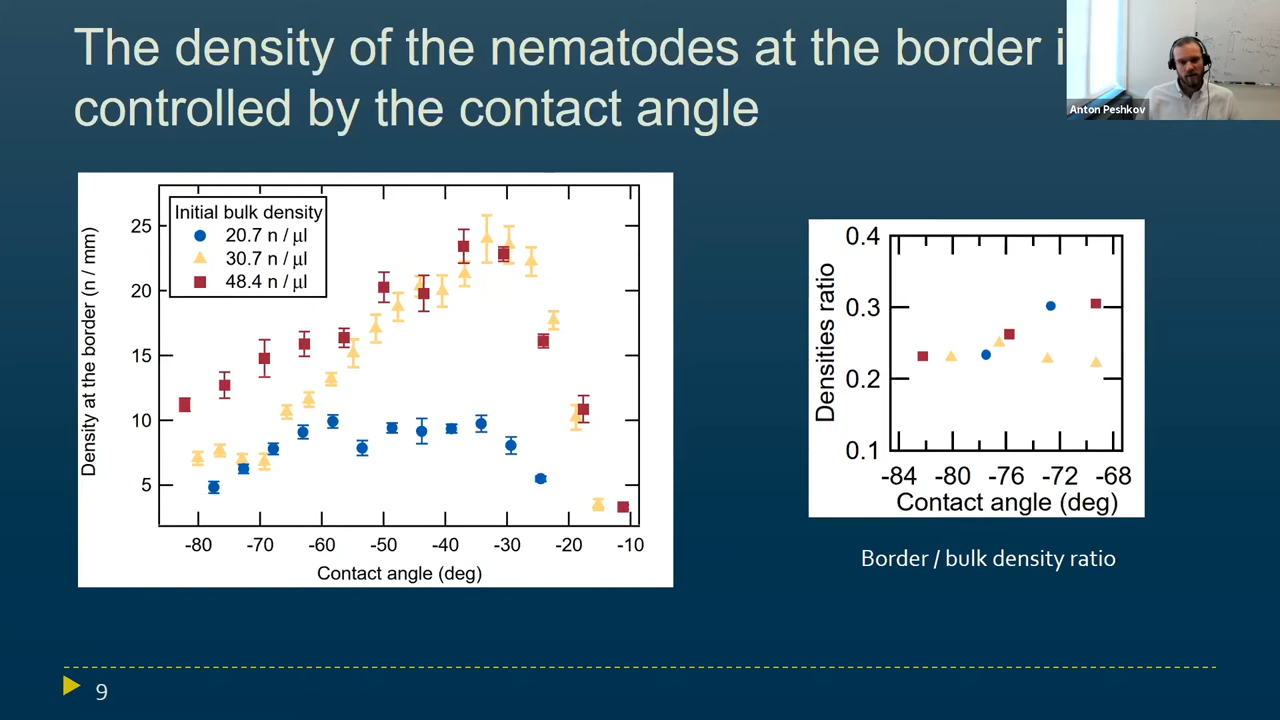 The density of the nematodes at the border i
controlled by the contact angle
Anton Peshkov
Density at the border (n / mm)
25
20
15
10
5
Initial bulk density
20.7 n / μl
30.7 n / μl
48.4 n / μl
-80 -70 -60 -50 -40 -30 -20 -10
Contact angle (deg)
Densities ratio
0.4
0.3
0.2
0.1
-84 -80 -76 -72 -68
Contact angle (deg)
Border / bulk density ratio
9